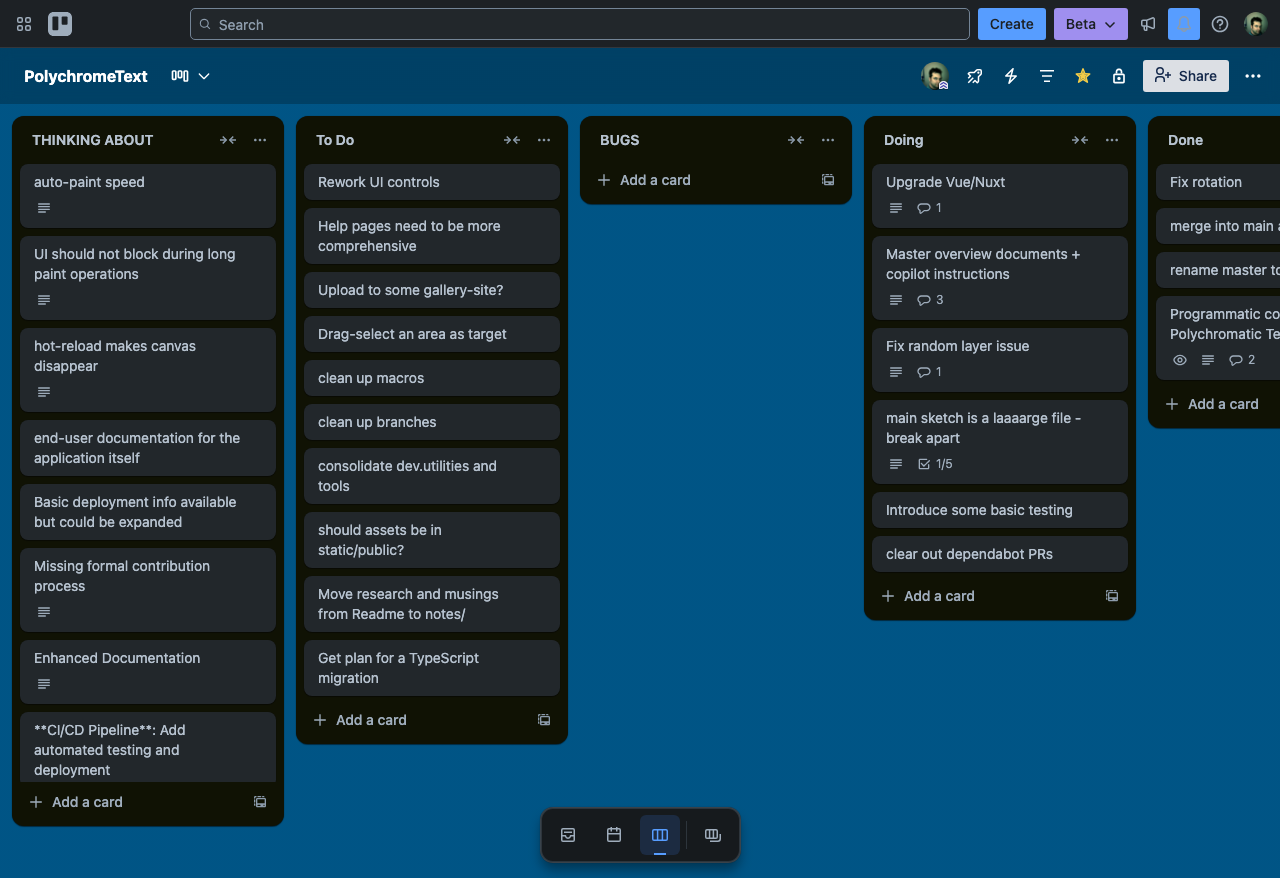 Search
Create
Beta
PolychromeText
Share
THINKING ABOUT
auto-paint speed
UI should not block during long
paint operations
hot-reload makes canvas
disappear
end-user documentation for the
application itself
Basic deployment info available
but could be expanded
Missing formal contribution
process
Enhanced Documentation
**CI/CD Pipeline**: Add
automated testing and
deployment
Add a card
To Do
Rework UI controls
Help pages need to be more
comprehensive
Upload to some gallery-site?
Drag-select an area as target
clean up macros
clean up branches
consolidate dev.utilities and
tools
should assets be in
static/public?
Move research and musings
from Readme to notes/
Get plan for a TypeScript
migration
Add a card
BUGS
Add a card
Doing
Upgrade Vue/Nuxt
1
Master overview documents +
copilot instructions
3
Fix random layer issue
1
main sketch is a laaaarge file -
break apart
1/5
Introduce some basic testing
clear out dependabot PRs
Add a card
Done
Fix rotation
merge into main
rename master
Programmatic
Polychromatic
2
Add a card